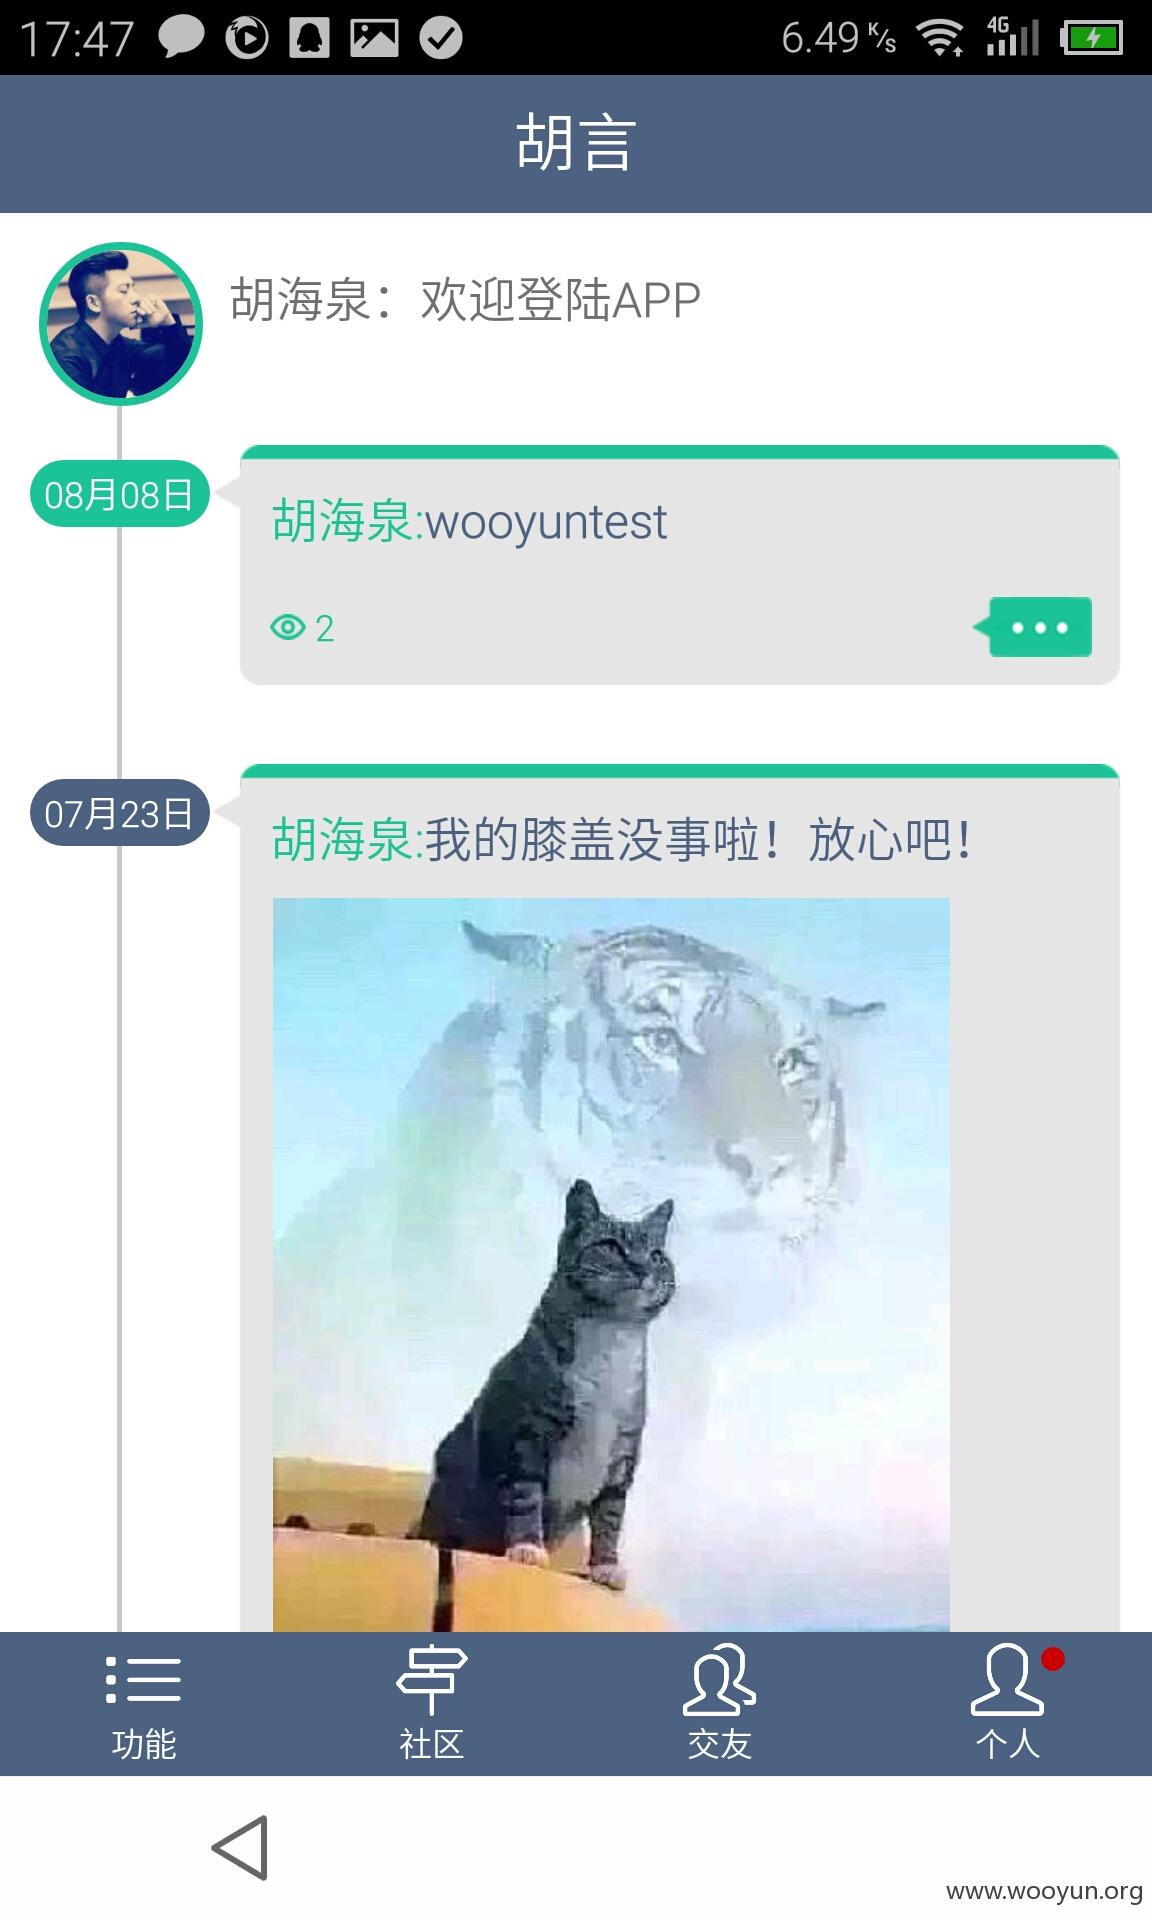 17:47 6.49 K/s 4G
胡言
胡海泉：欢迎登陆APP
08月08日
胡海泉:wooyuntest
2
07月23日
胡海泉:我的膝盖没事啦！放心吧！
功能 社区 交友 个人
www.wooyun.org